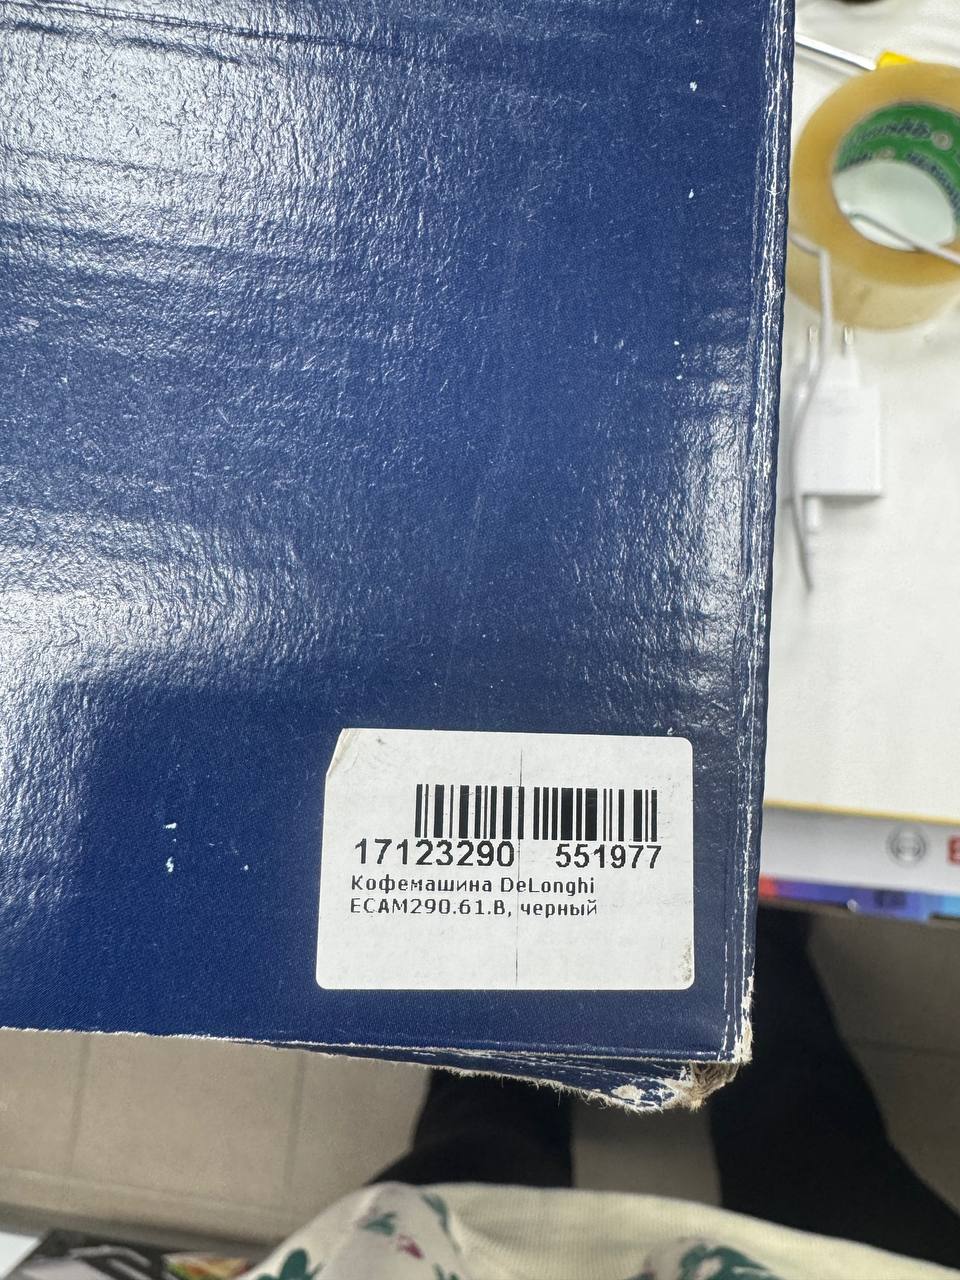 17123290 551977
Кофемашина DeLonghi
ECAM290.61.B, черный